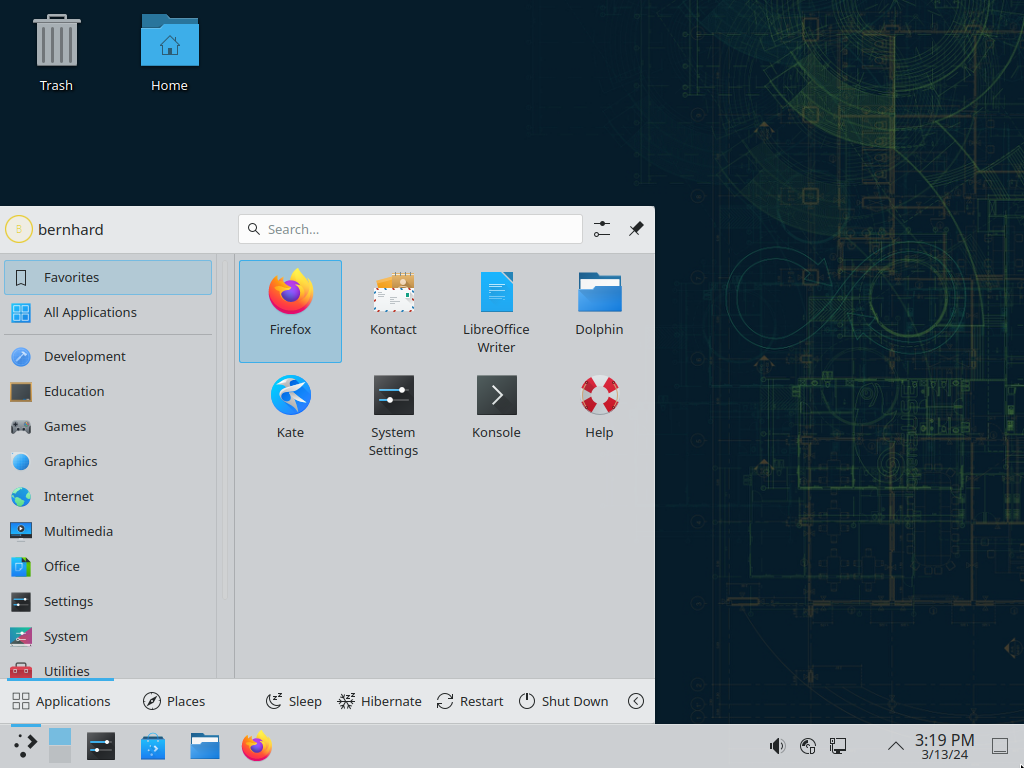 Trash
Home
bernhard
Search...
Favorites
All Applications
Development
Education
Games
Graphics
Internet
Multimedia
Office
Settings
System
Utilities
Firefox
Kontact
LibreOffice
Writer
Dolphin
Kate
System
Settings
Konsole
Help
Applications
Places
Sleep
Hibernate
Restart
Shut Down
3:19 PM
3/13/24